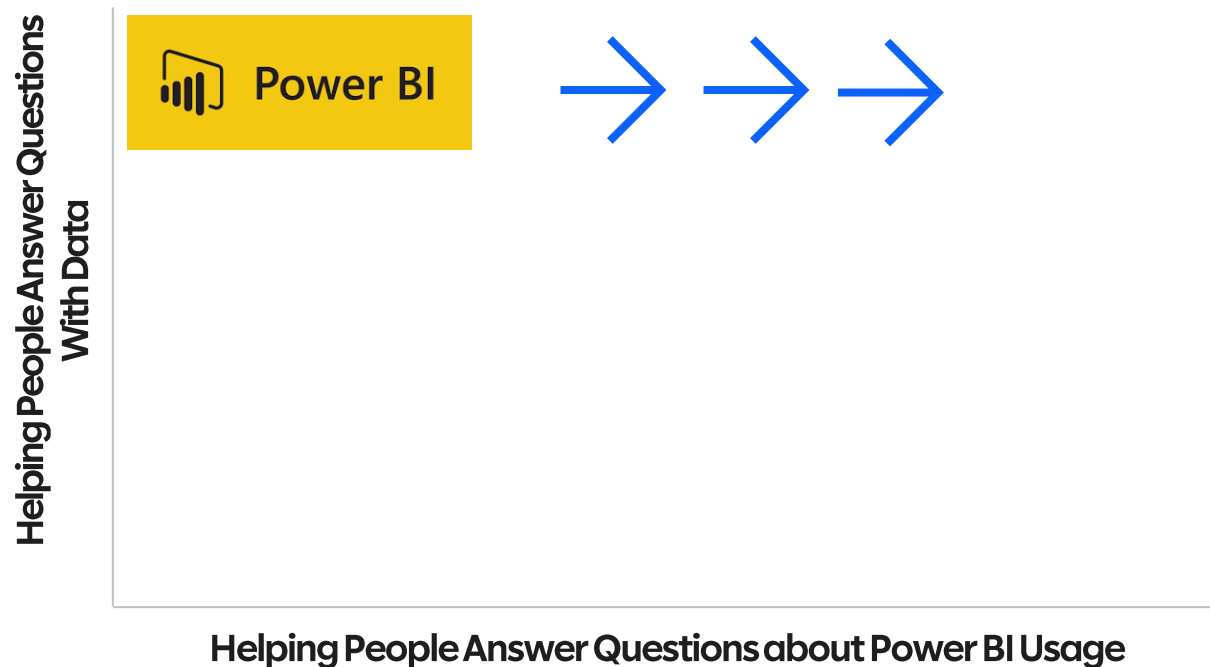 Helping People Answer Questions
With Data
Power BI
Helping People Answer Questions about Power BI Usage